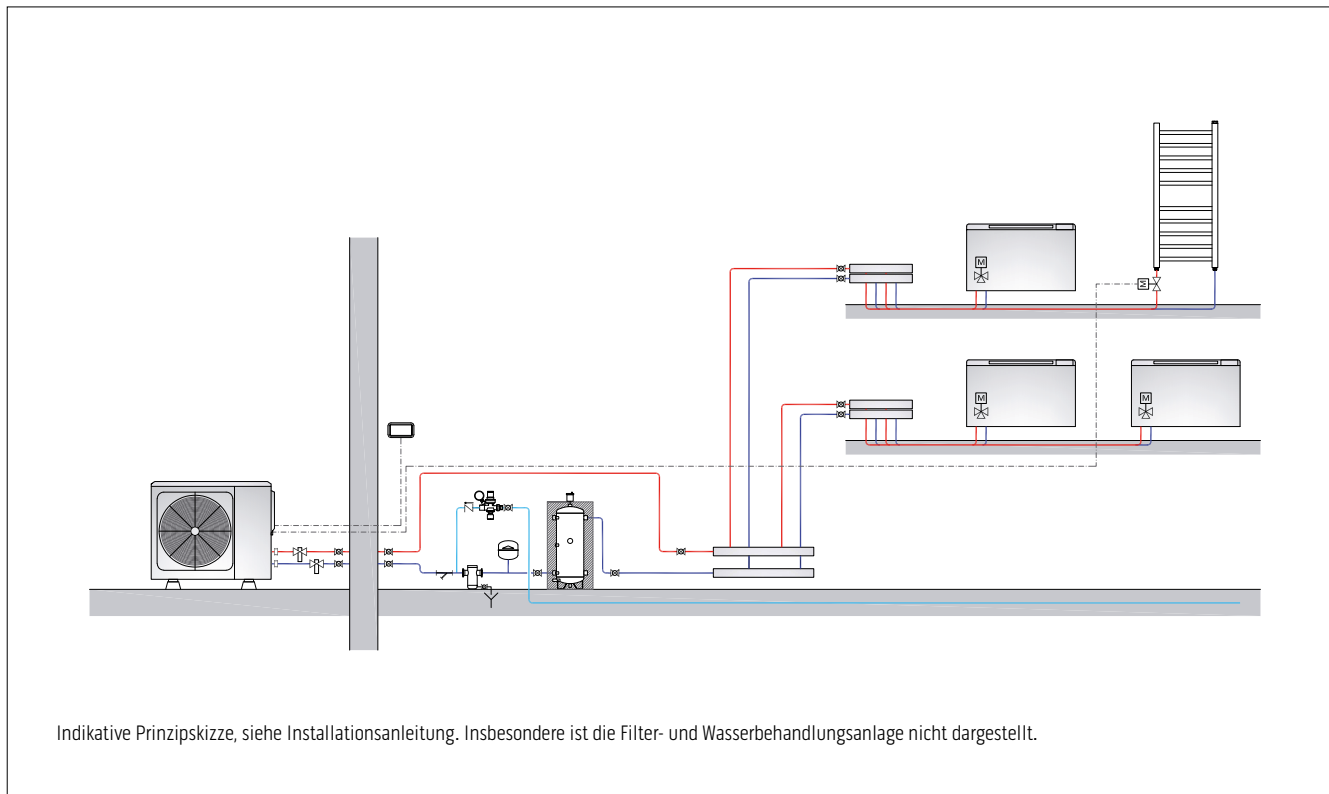 M
M
M
M
Indikative Prinzipskizze, siehe Installationsanleitung. Insbesondere ist die Filter- und Wasserbehandlungsanlage nicht dargestellt.